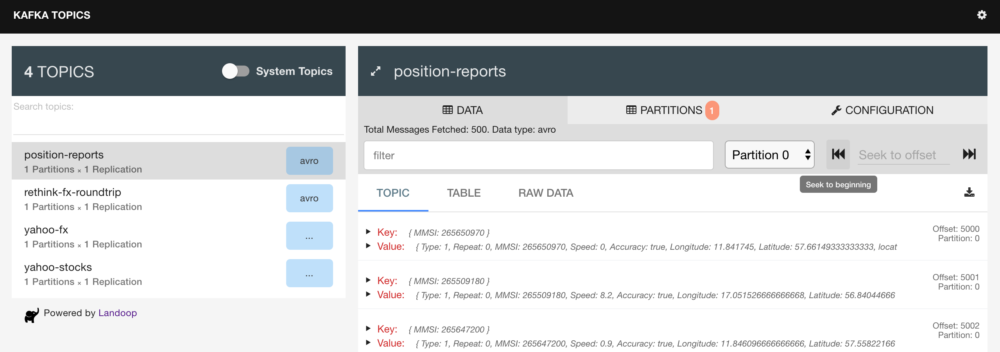 KAFKA TOPICS
4 TOPICS
System Topics
Search topics:
position-reports
1 Partitions × 1 Replication
avro
rethink-fx-roundtrip
1 Partitions × 1 Replication
avro
yahoo-fx
1 Partitions × 1 Replication
...
yahoo-stocks
1 Partitions × 1 Replication
...
Powered by Landoop
position-reports
DATA
PARTITIONS 1
CONFIGURATION
Total Messages Fetched: 500. Data type: avro
filter
Partition 0
Seek to offset
Seek to beginning
TOPIC
TABLE
RAW DATA
Key: { MMSI: 265650970 }
Offset: 5000
Partition: 0
Value: { Type: 1, Repeat: 0, MMSI: 265650970, Speed: 0, Accuracy: true, Longitude: 11.841745, Latitude: 57.66149333333333, locat
Key: { MMSI: 265509180 }
Offset: 5001
Partition: 0
Value: { Type: 1, Repeat: 0, MMSI: 265509180, Speed: 8.2, Accuracy: true, Longitude: 17.051526666666668, Latitude: 56.84044666
Key: { MMSI: 265647200 }
Offset: 5002
Partition: 0
Value: { Type: 1, Repeat: 0, MMSI: 265647200, Speed: 0.9, Accuracy: true, Longitude: 11.846096666666666, Latitude: 57.55822166